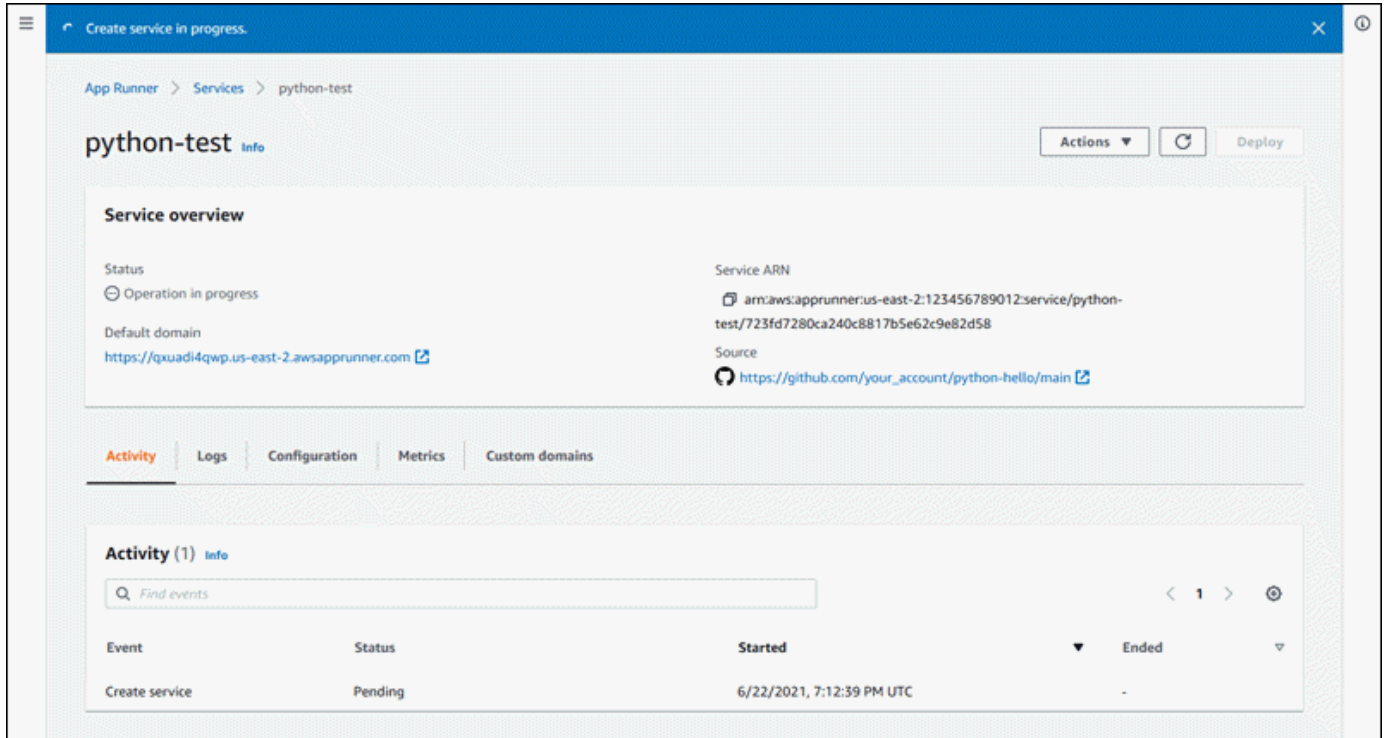 Create service in progress.
App Runner > Services > python-test
python-test Info
Actions
Deploy
Service overview
Status
Operation in progress
Default domain
https://qxuadi4qwp.us-east-2.awsapprunner.com
Service ARN
arn:aws:apprunner:us-east-2:123456789012:service/python-
test/723fd7280ca240c8817b5e62c9e82d58
Source
https://github.com/your_account/python-hello/main
Activity Logs Configuration Metrics Custom domains
Activity (1) Info
Find events
< 1 >
Event Status Started Ended
Create service Pending 6/22/2021, 7:12:39 PM UTC -